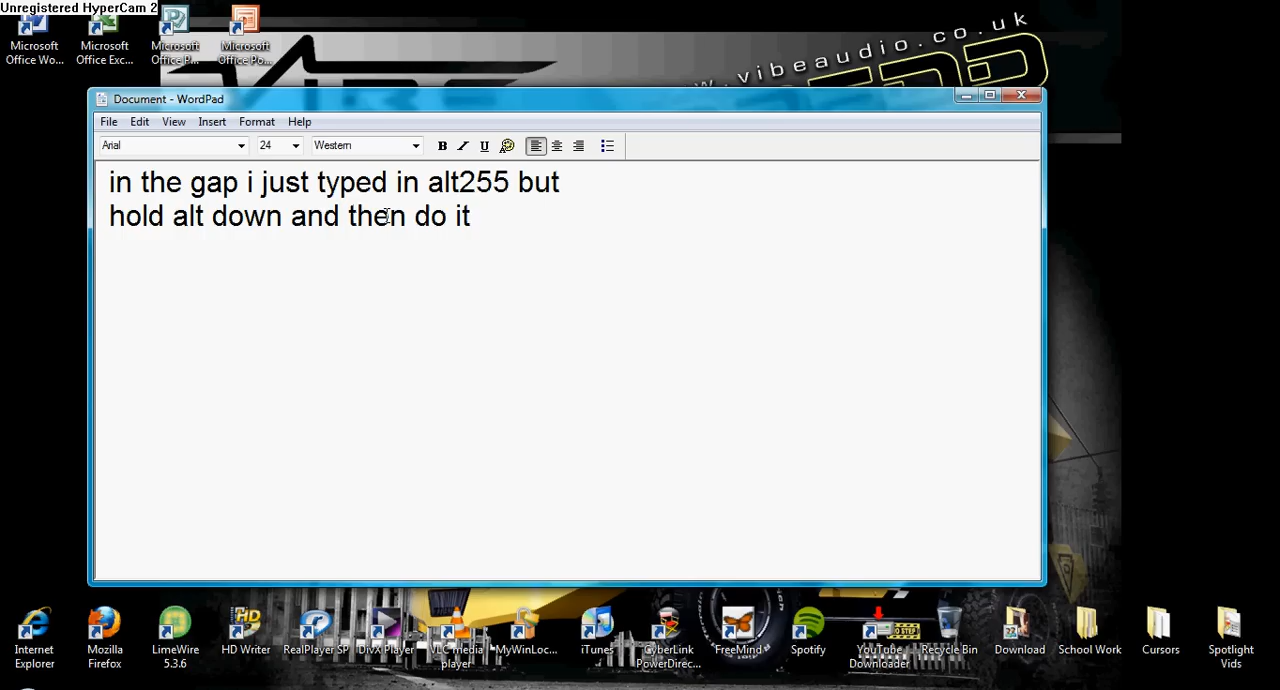 Unregistered HyperCam 2
Microsoft Office Wo...
Microsoft Office Exc...
Microsoft Office P...
Microsoft Office Po...
www.vibeaudio.co.uk
Document - WordPad
File Edit View Insert Format Help
Arial 24 Western B I U
in the gap i just typed in alt255 but
hold alt down and then do it
HD
Internet Explorer
Mozilla Firefox
LimeWire 5.3.6
HD Writer
RealPlayer SP
DivX Player
VLC media player
MyWinLoc...
iTunes
CyberLink PowerDirec...
FreeMind
Spotify
YouTube Downloader
Recycle Bin
Download
School Work
Cursors
Spotlight Vids